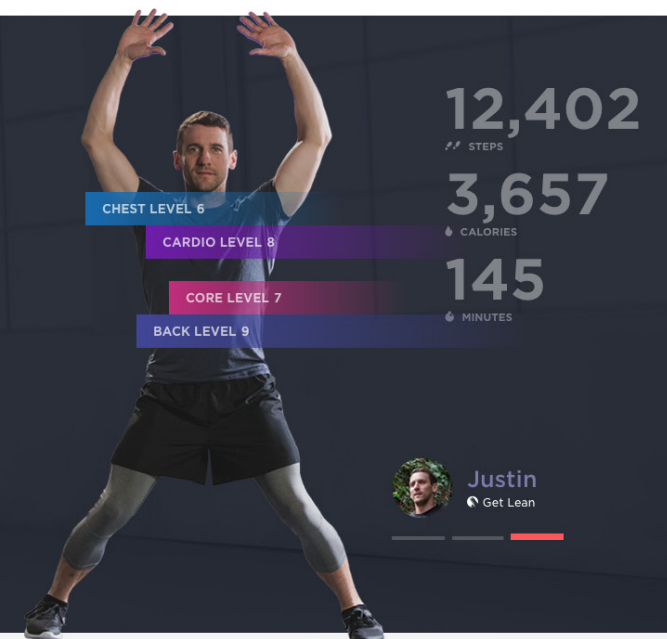 12,402
STEPS
3,657
CALORIES
145
MINUTES
CHEST LEVEL 6
CARDIO LEVEL 8
CORE LEVEL 7
BACK LEVEL 9
Justin
Get Lean